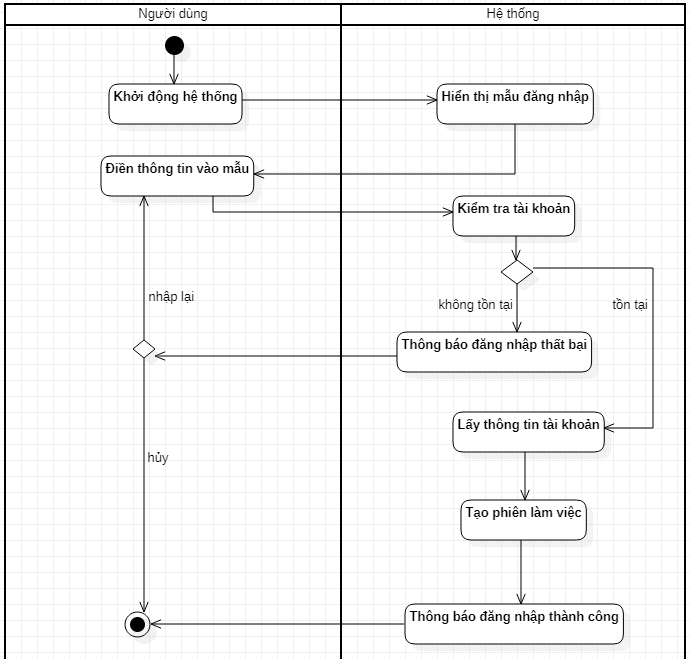 Người dùng
Hệ thống
Khởi động hệ thống
Hiển thị mẫu đăng nhập
Điền thông tin vào mẫu
Kiểm tra tài khoản
nhập lại
không tồn tại
tồn tại
Thông báo đăng nhập thất bại
Lấy thông tin tài khoản
hủy
Tạo phiên làm việc
Thông báo đăng nhập thành công